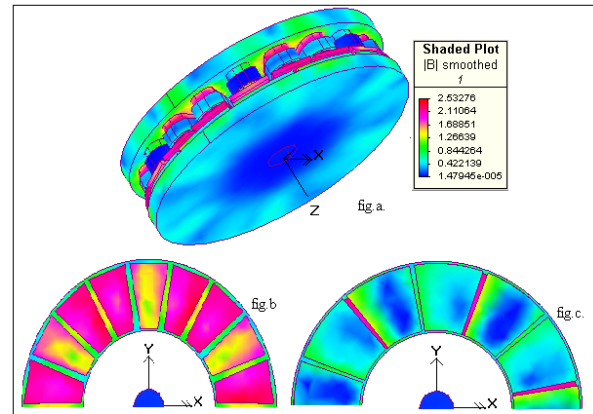 Shaded Plot
|B| smoothed
1
2.53276
2.11064
1.68851
1.26639
0.844264
0.422139
1.47945e-005
X
Z
fig.a.
fig.b
fig.c.
Y
X
Y
X